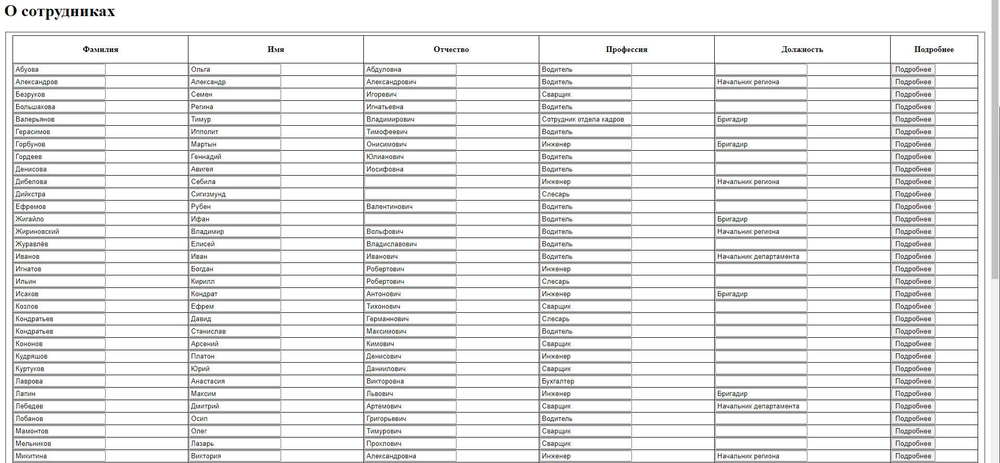 О сотрудниках
Фамилия Имя Отчество Профессия Должность Подробнее
Абуова Ольга Абдуловна Водитель Подробнее
Александров Александр Александрович Водитель Начальник региона Подробнее
Безруков Семен Игоревич Сварщик Подробнее
Большакова Регина Игнатьевна Водитель Подробнее
Валерьянов Тимур Владимирович Сотрудник отдела кадров Бригадир Подробнее
Герасимов Ипполит Тимофеевич Водитель Подробнее
Горбунов Мартын Онисимович Инженер Бригадир Подробнее
Гордеев Геннадий Юлианович Водитель Подробнее
Денисова Авигея Иосифовна Водитель Подробнее
Дибелова Себила Инженер Начальник региона Подробнее
Дийкстра Сигизмунд Слесарь Подробнее
Ефремов Рубен Валентинович Водитель Подробнее
Жигайло Ифан Водитель Бригадир Подробнее
Жириновский Владимир Вольфович Водитель Начальник региона Подробнее
Журавлёв Елисей Владиславович Водитель Подробнее
Иванов Иван Иванович Водитель Начальник департамента Подробнее
Игнатов Богдан Робертович Инженер Подробнее
Ильин Кирилл Робертович Слесарь Подробнее
Исаков Кондрат Антонович Инженер Бригадир Подробнее
Козлов Ефрем Тихонович Сварщик Подробнее
Кондратьев Давид Германнович Слесарь Подробнее
Кондратьев Станислав Максимович Водитель Подробнее
Кононов Арсений Кимович Сварщик Подробнее
Кудряшов Платон Денисович Инженер Подробнее
Куртуков Юрий Даниилович Сварщик Подробнее
Лаврова Анастасия Викторовна Бухгалтер Подробнее
Лапин Максим Львович Инженер Бригадир Подробнее
Лебедев Дмитрий Артемович Сварщик Начальник департамента Подробнее
Лобанов Осип Григорьевич Водитель Подробнее
Мамонтов Олег Тимурович Сварщик Подробнее
Мельников Лазарь Проклович Сварщик Подробнее
Микитина Виктория Александровна Инженер Начальник региона Подробнее